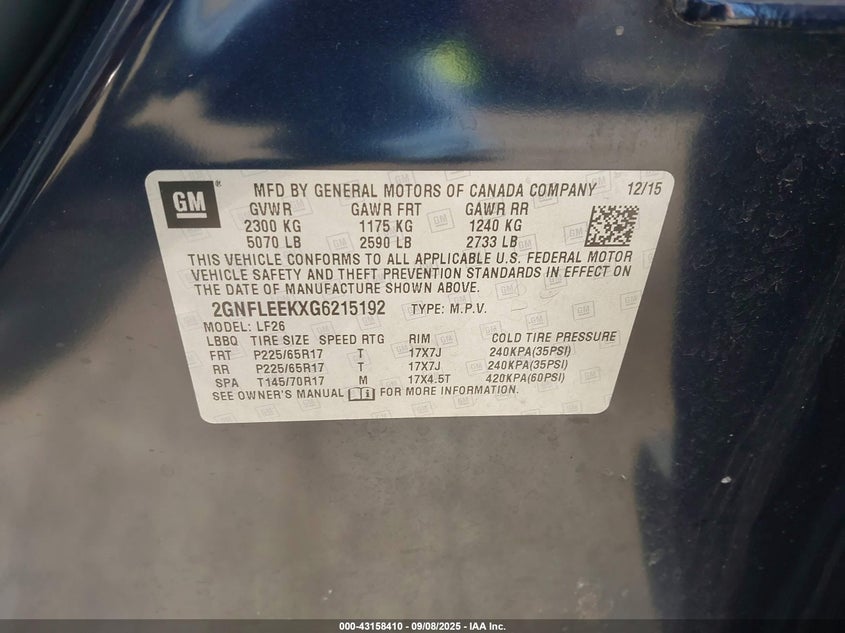 GM ® MFD BY GENERAL MOTORS OF CANADA COMPANY 12/15
GVWR GAWR FRT GAWR RR
2300 KG 1175 KG 1240 KG
5070 LB 2590 LB 2733 LB
THIS VEHICLE CONFORMS TO ALL APPLICABLE U.S. FEDERAL MOTOR
VEHICLE SAFETY AND THEFT PREVENTION STANDARDS IN EFFECT ON
THE DATE OF MANUFACTURE SHOWN ABOVE.
2GNFLEEKXG6215192 TYPE: M.P.V.
MODEL: LF26
LBBQ TIRE SIZE SPEED RTG RIM COLD TIRE PRESSURE
FRT P225/65R17 T 17X7J 240KPA(35PSI)
RR P225/65R17 T 17X7J 240KPA(35PSI)
SPA T145/70R17 M 17X4.5T 420KPA(60PSI)
SEE OWNER'S MANUAL i FOR MORE INFORMATION.
000-43158410 - 09/08/2025 - IAA Inc.